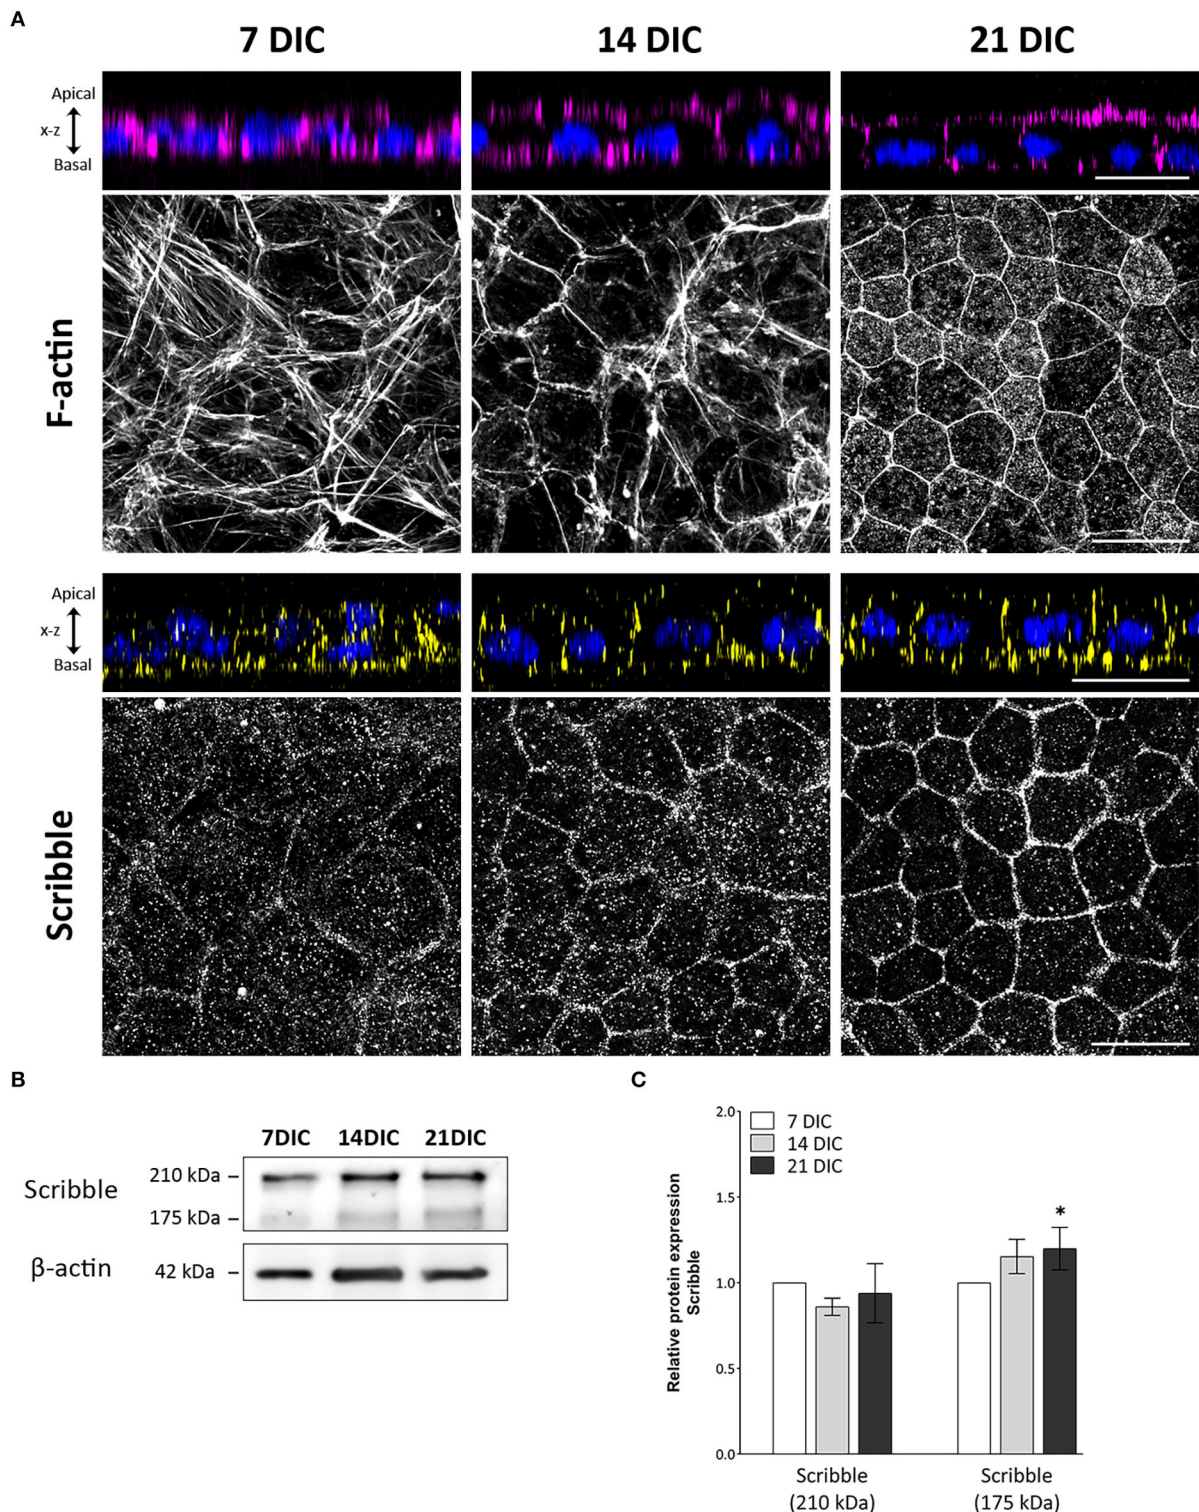 A
7 DIC 14 DIC 21 DIC
Apical
x-z
Basal
F-actin
Apical
x-z
Basal
Scribble
B
7DIC 14DIC 21DIC
Scribble
210 kDa
175 kDa
β-actin
42 kDa
C
2.0
1.5
1.0
0.5
0.0
Relative protein expression
Scribble
7 DIC
14 DIC
21 DIC
*
Scribble
(210 kDa)
Scribble
(175 kDa)